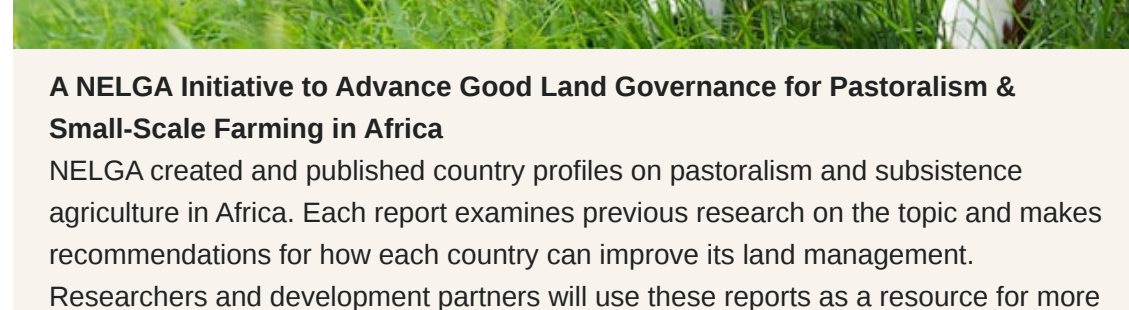 A NELGA Initiative to Advance Good Land Governance for Pastoralism &
Small-Scale Farming in Africa
NELGA created and published country profiles on pastoralism and subsistence
agriculture in Africa. Each report examines previous research on the topic and makes
recommendations for how each country can improve its land management.
Researchers and development partners will use these reports as a resource for more